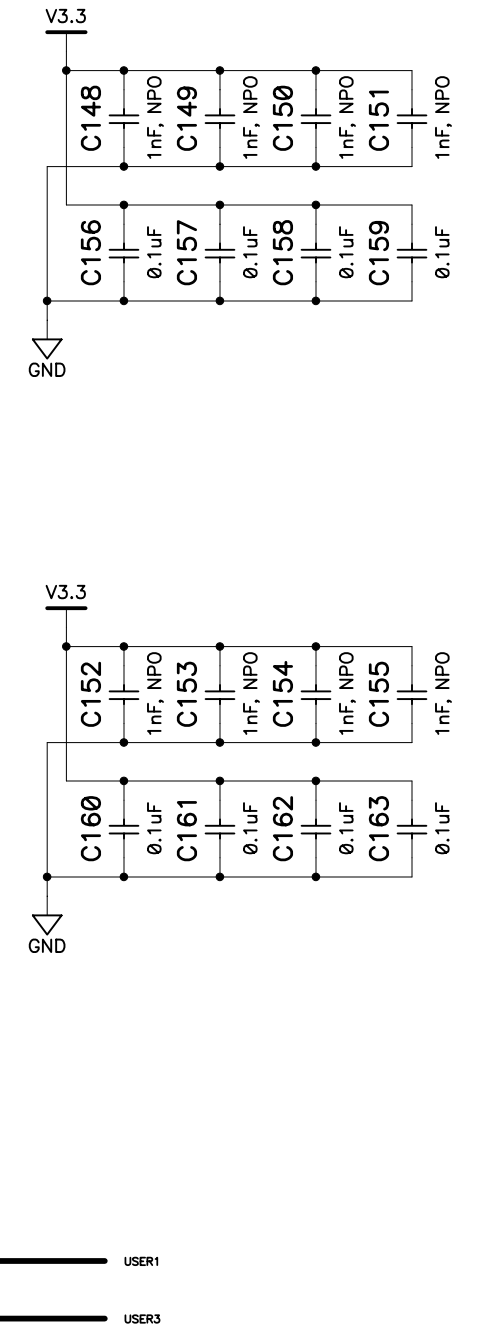 V3.3
C148 1nF, NPO C149 1nF, NPO C150 1nF, NPO C151 1nF, NPO
C156 0.1uF C157 0.1uF C158 0.1uF C159 0.1uF
GND
V3.3
C152 1nF, NPO C153 1nF, NPO C154 1nF, NPO C155 1nF, NPO
C160 0.1uF C161 0.1uF C162 0.1uF C163 0.1uF
GND
USER1
USER3